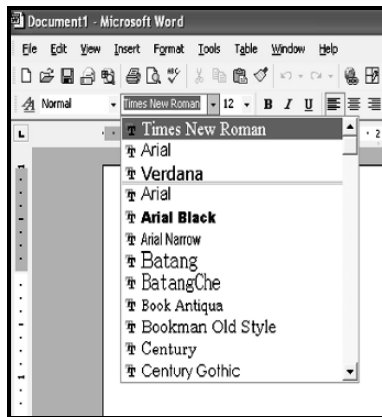 Document1 - Microsoft Word
File Edit View Insert Format Tools Table Window Help
Normal Times New Roman 12 B I U
L 2
Times New Roman
Arial
Verdana
Arial
Arial Black
Arial Narrow
Batang
BatangChe
Book Antiqua
Bookman Old Style
Century
Century Gothic